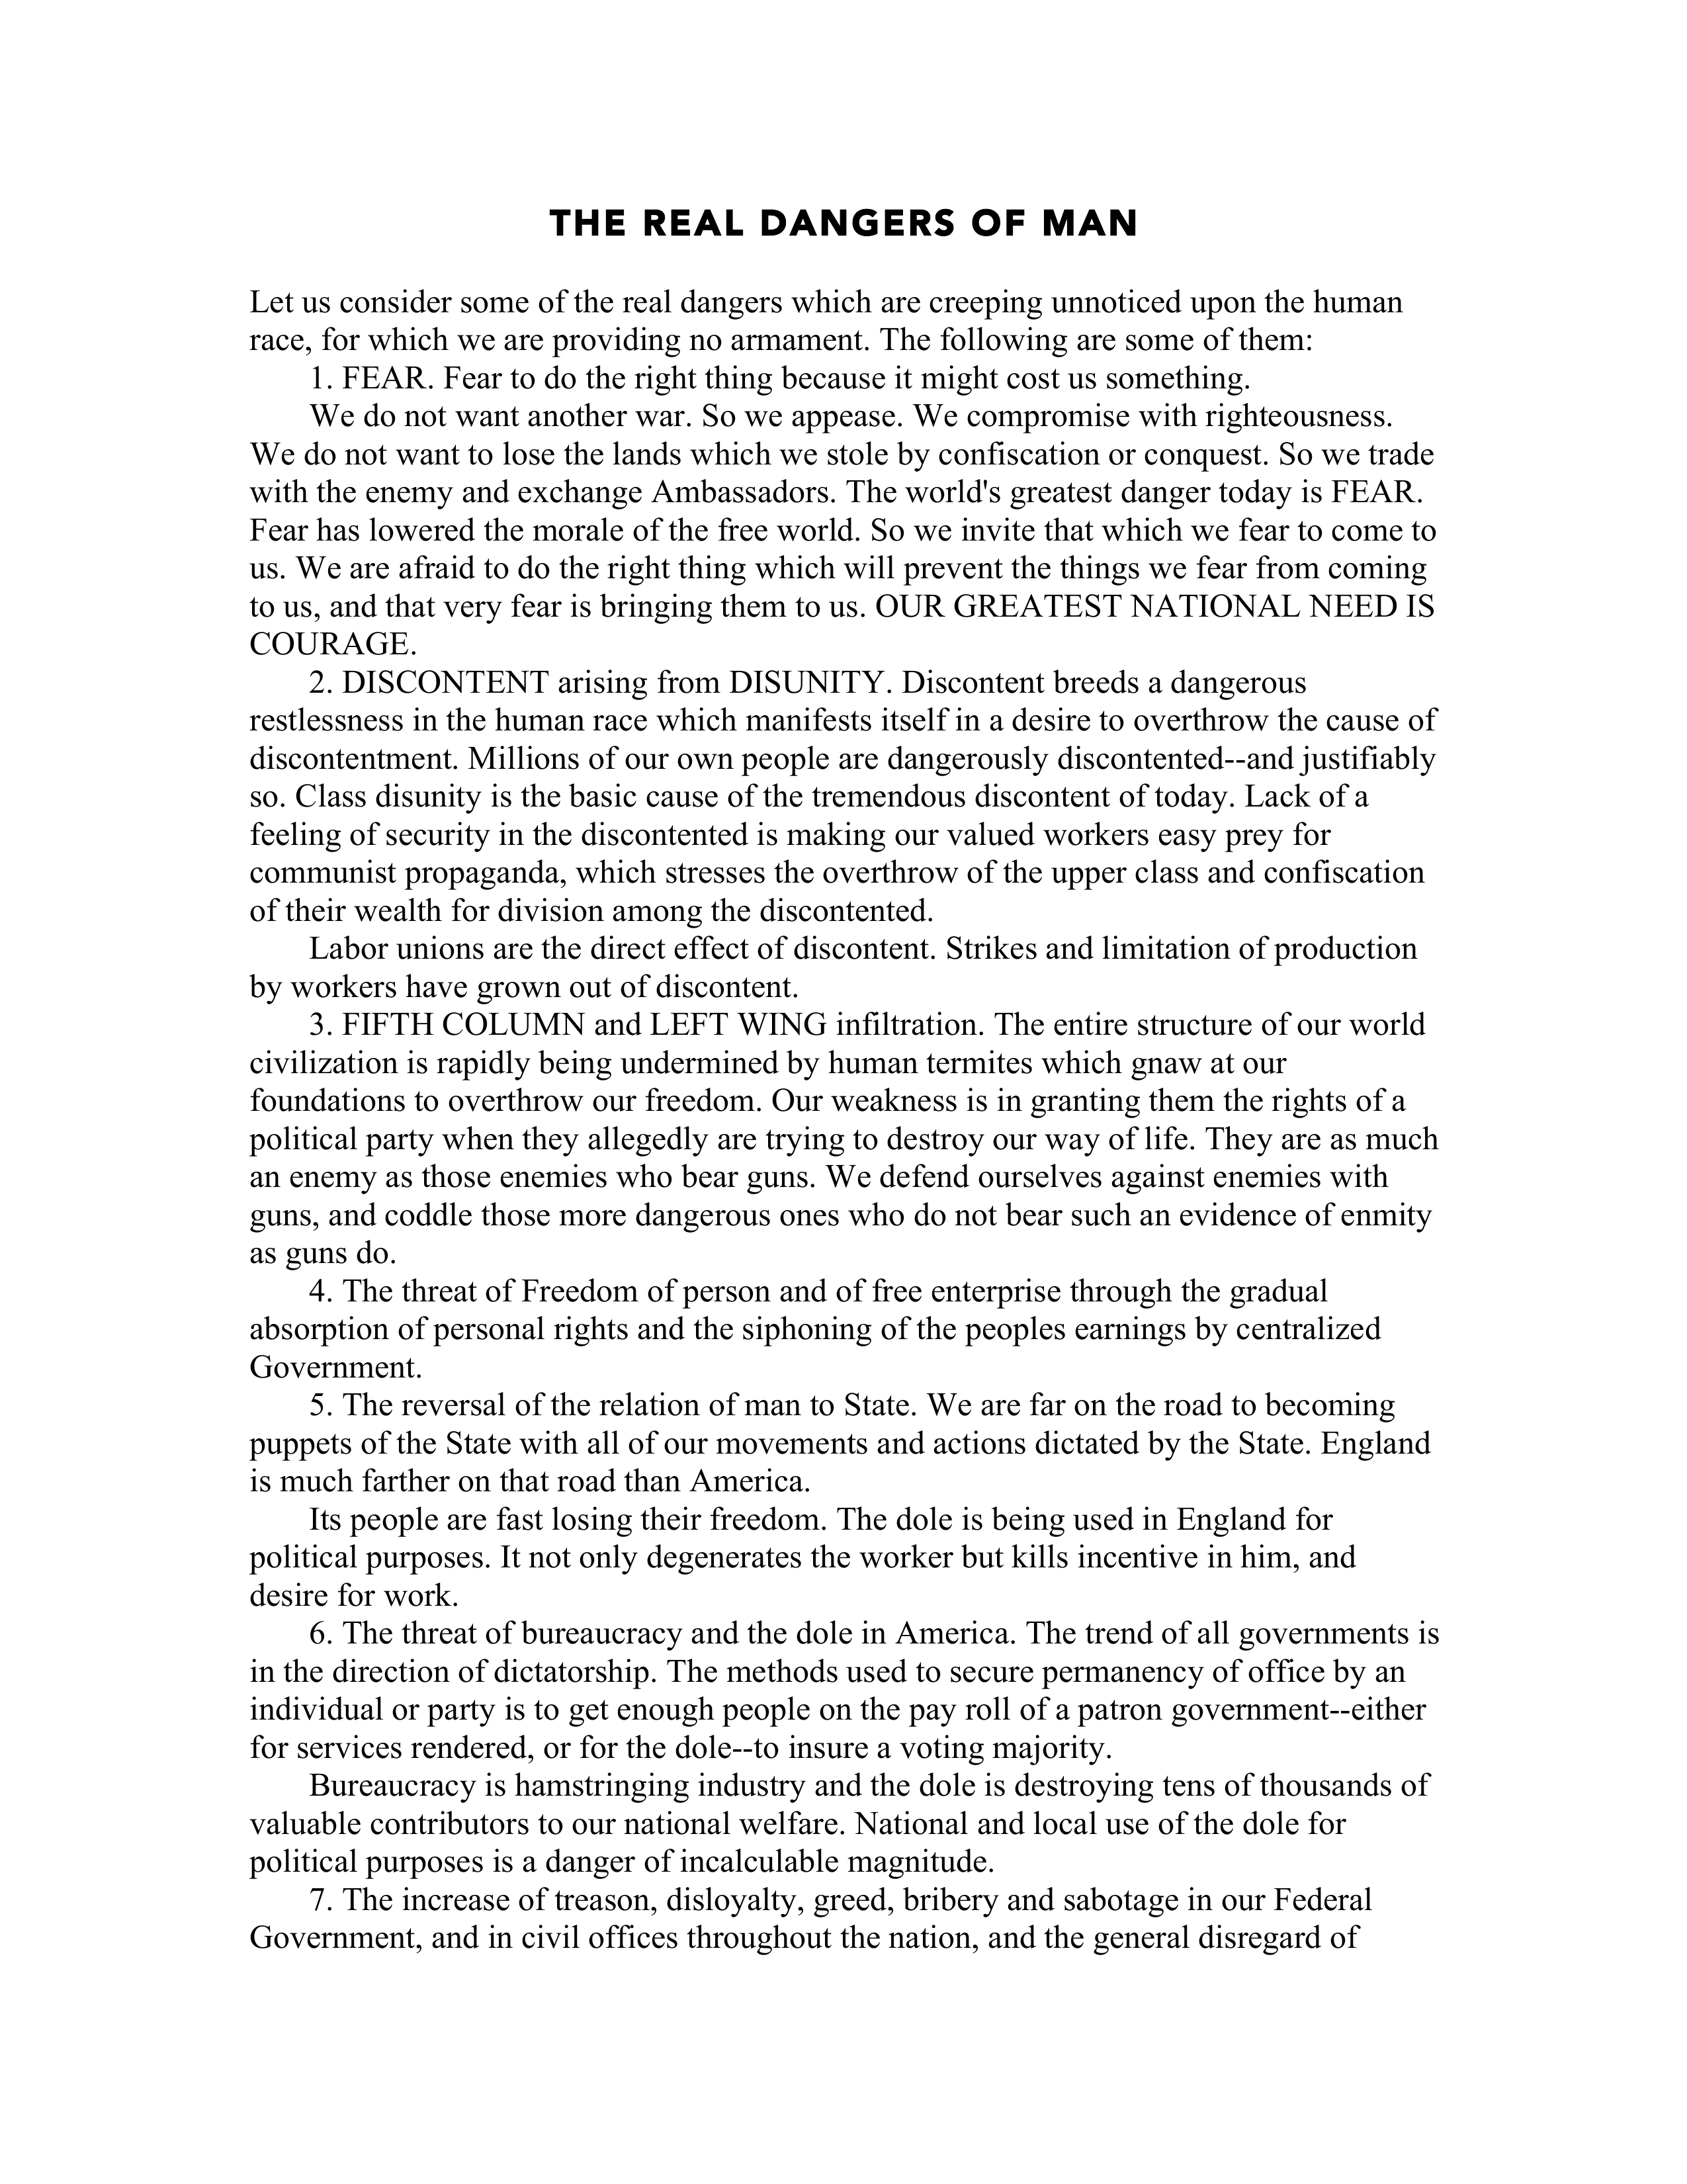 THE REAL DANGERS OF MAN
Let us consider some of the real dangers which are creeping unnoticed upon the human
race, for which we are providing no armament. The following are some of them:
1. FEAR. Fear to do the right thing because it might cost us something.
We do not want another war. So we appease. We compromise with righteousness.
We do not want to lose the lands which we stole by confiscation or conquest. So we trade
with the enemy and exchange Ambassadors. The world's greatest danger today is FEAR.
Fear has lowered the morale of the free world. So we invite that which we fear to come to
us. We are afraid to do the right thing which will prevent the things we fear from coming
to us, and that very fear is bringing them to us. OUR GREATEST NATIONAL NEED IS
COURAGE.
2. DISCONTENT arising from DISUNITY. Discontent breeds a dangerous
restlessness in the human race which manifests itself in a desire to overthrow the cause of
discontentment. Millions of our own people are dangerously discontented--and justifiably
so. Class disunity is the basic cause of the tremendous discontent of today. Lack of a
feeling of security in the discontented is making our valued workers easy prey for
communist propaganda, which stresses the overthrow of the upper class and confiscation
of their wealth for division among the discontented.
Labor unions are the direct effect of discontent. Strikes and limitation of production
by workers have grown out of discontent.
3. FIFTH COLUMN and LEFT WING infiltration. The entire structure of our world
civilization is rapidly being undermined by human termites which gnaw at our
foundations to overthrow our freedom. Our weakness is in granting them the rights of a
political party when they allegedly are trying to destroy our way of life. They are as much
an enemy as those enemies who bear guns. We defend ourselves against enemies with
guns, and coddle those more dangerous ones who do not bear such an evidence of enmity
as guns do.
4. The threat of Freedom of person and of free enterprise through the gradual
absorption of personal rights and the siphoning of the peoples earnings by centralized
Government.
5. The reversal of the relation of man to State. We are far on the road to becoming
puppets of the State with all of our movements and actions dictated by the State. England
is much farther on that road than America.
Its people are fast losing their freedom. The dole is being used in England for
political purposes. It not only degenerates the worker but kills incentive in him, and
desire for work.
6. The threat of bureaucracy and the dole in America. The trend of all governments is
in the direction of dictatorship. The methods used to secure permanency of office by an
individual or party is to get enough people on the pay roll of a patron government--either
for services rendered, or for the dole--to insure a voting majority.
Bureaucracy is hamstringing industry and the dole is destroying tens of thousands of
valuable contributors to our national welfare. National and local use of the dole for
political purposes is a danger of incalculable magnitude.
7. The increase of treason, disloyalty, greed, bribery and sabotage in our Federal
Government, and in civil offices throughout the nation, and the general disregard of